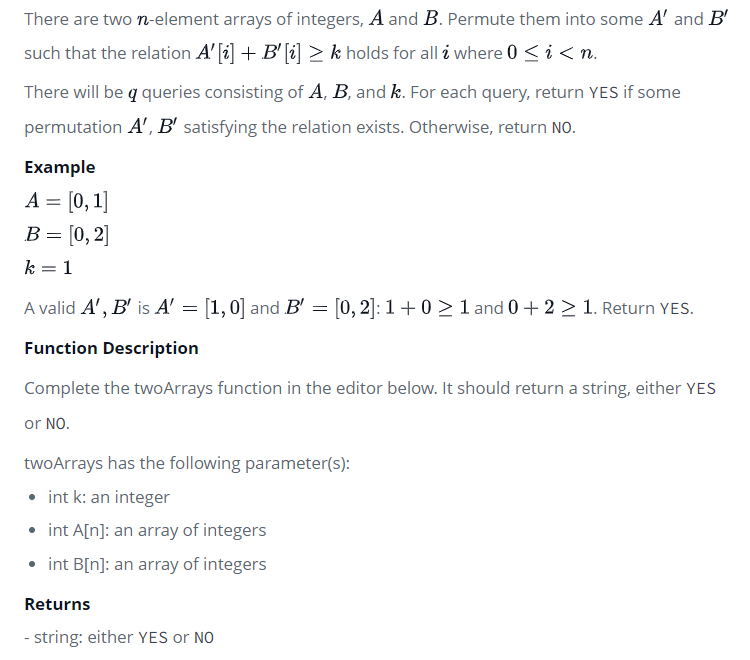 There are two n-element arrays of integers, A and B. Permute them into some A′ and B′
such that the relation A′[i] + B′[i] ≥ k holds for all i where 0 ≤ i < n.
There will be q queries consisting of A, B, and k. For each query, return YES if some
permutation A′, B′ satisfying the relation exists. Otherwise, return NO.
Example
A = [0, 1]
B = [0, 2]
k = 1
A valid A′, B′ is A′ = [1, 0] and B′ = [0, 2]: 1 + 0 ≥ 1 and 0 + 2 ≥ 1. Return YES.
Function Description
Complete the twoArrays function in the editor below. It should return a string, either YES
or NO.
twoArrays has the following parameter(s):
• int k: an integer
• int A[n]: an array of integers
• int B[n]: an array of integers
Returns
- string: either YES or NO